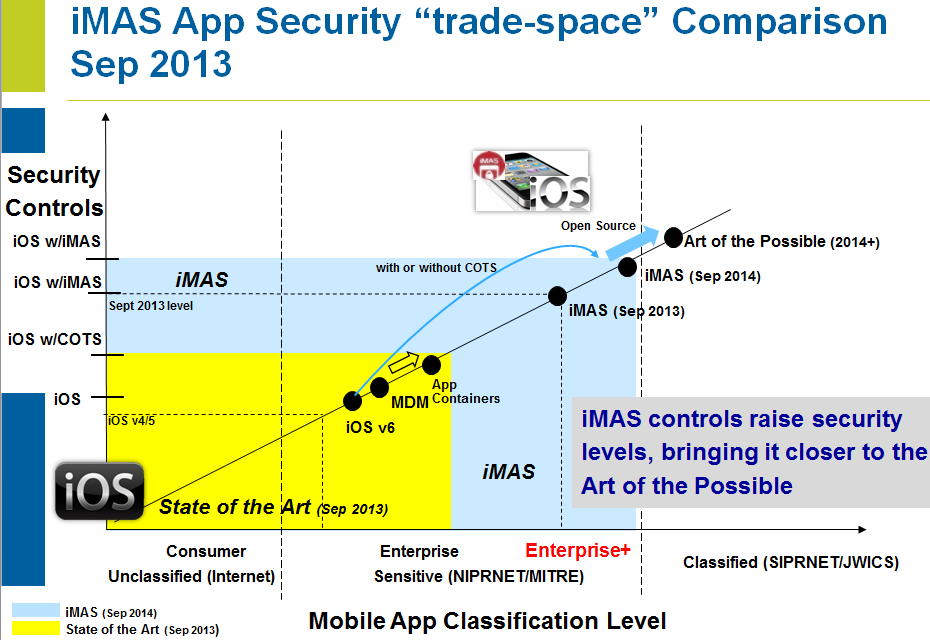 iMAS App Security “trade-space” Comparison
Sep 2013
Security
Controls
iOS w/iMAS
iOS w/iMAS
iOS w/COTS
iOS
iMAS
Sept 2013 level
iOS v4/5
with or without COTS
iMAS
iOS
Open Source
Art of the Possible (2014+)
iMAS (Sep 2014)
iMAS (Sep 2013)
App
Containers
MDM
iOS v6
iMAS
iMAS controls raise security
levels, bringing it closer to the
Art of the Possible
iOS
State of the Art (Sep 2013)
Consumer
Unclassified (Internet)
Enterprise
Enterprise+
Sensitive (NIPRNET/MITRE)
Classified (SIPRNET/JWICS)
Mobile App Classification Level
iMAS (Sep 2014)
State of the Art (Sep 2013)